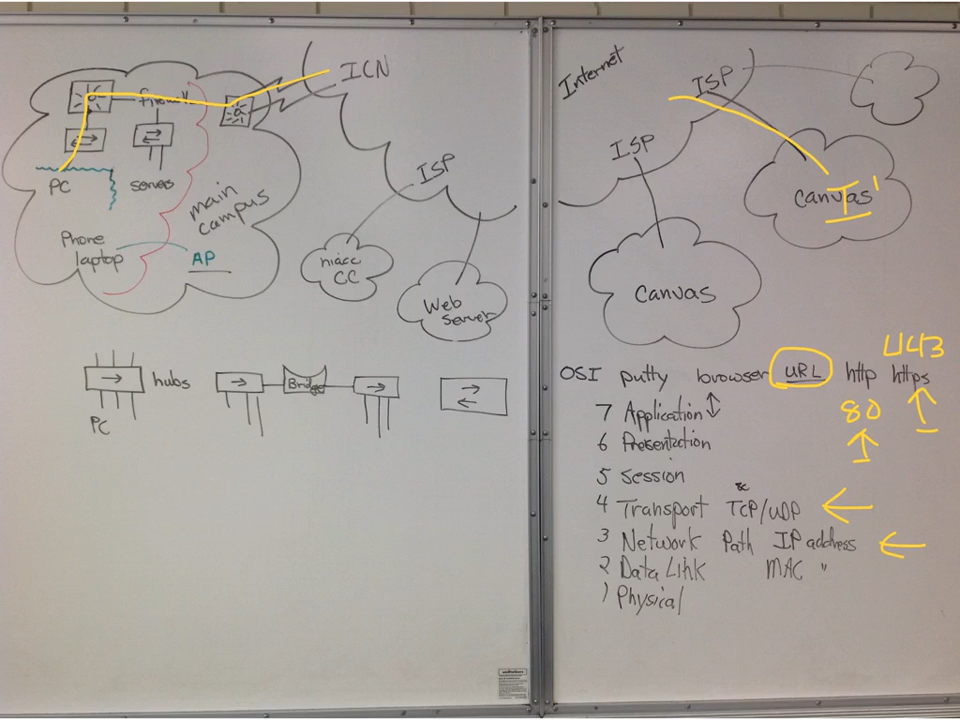 ICN
firewall
PC
servers
main
campus
Phone
laptop
AP
ISP
niacc
CC
Web
Server
hubs
Bridge
PC
Internet
ISP
ISP
Canvas
T
Canvas
443
OSI putty browser URL http https
7 Application 80
6 Presentation
5 Session
4 Transport TCP/UDP
3 Network Path IP address
2 Data Link MAC "
1 Physical